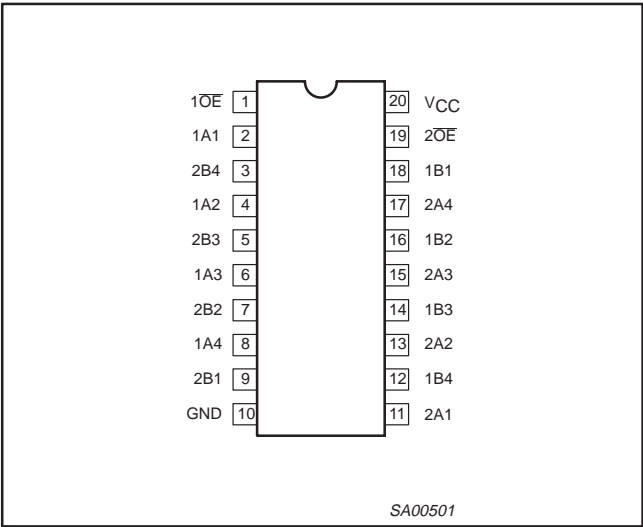 1O̅E̅ 1 20 VCC
1A1 2 19 2O̅E̅
2B4 3 18 1B1
1A2 4 17 2A4
2B3 5 16 1B2
1A3 6 15 2A3
2B2 7 14 1B3
1A4 8 13 2A2
2B1 9 12 1B4
GND 10 11 2A1
SA00501